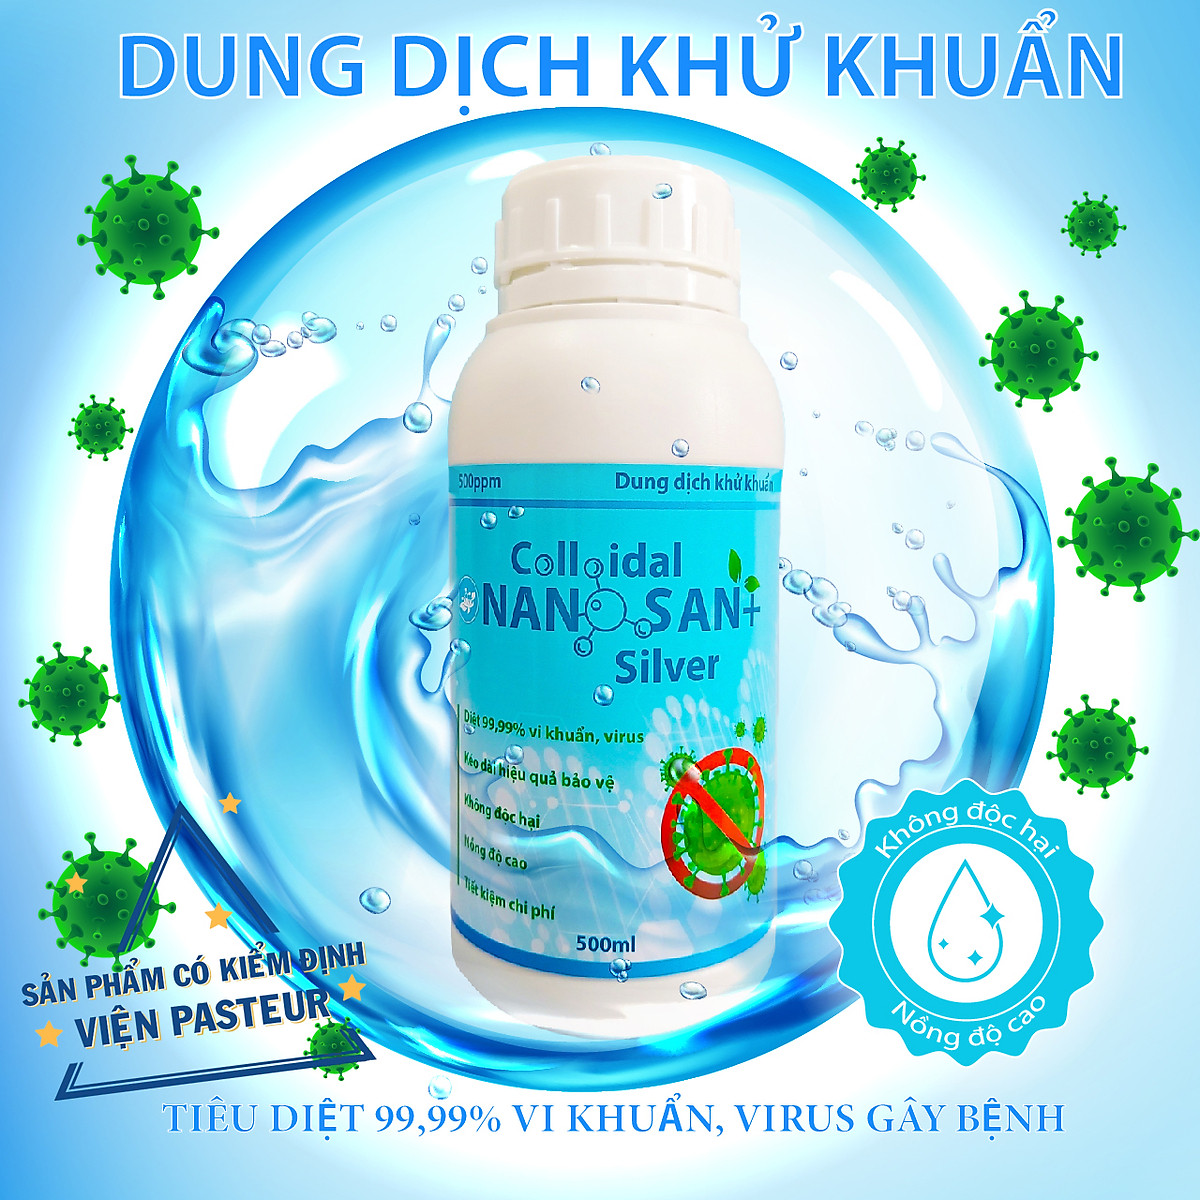 DUNG DỊCH KHỬ KHUẨN
500ppm
Dung dịch khử khuẩn
Colloidal
NANOSAN+
Silver
Diệt 99,99% vi khuẩn, virus
Kéo dài hiệu quả bảo vệ
Không độc hại
Nồng độ cao
Tiết kiệm chi phí
500ml
Không độc hại
Nồng độ cao
SẢN PHẨM CÓ KIỂM ĐỊNH
VIỆN PASTEUR
TIÊU DIỆT 99,99% VI KHUẨN, VIRUS GÂY BỆNH